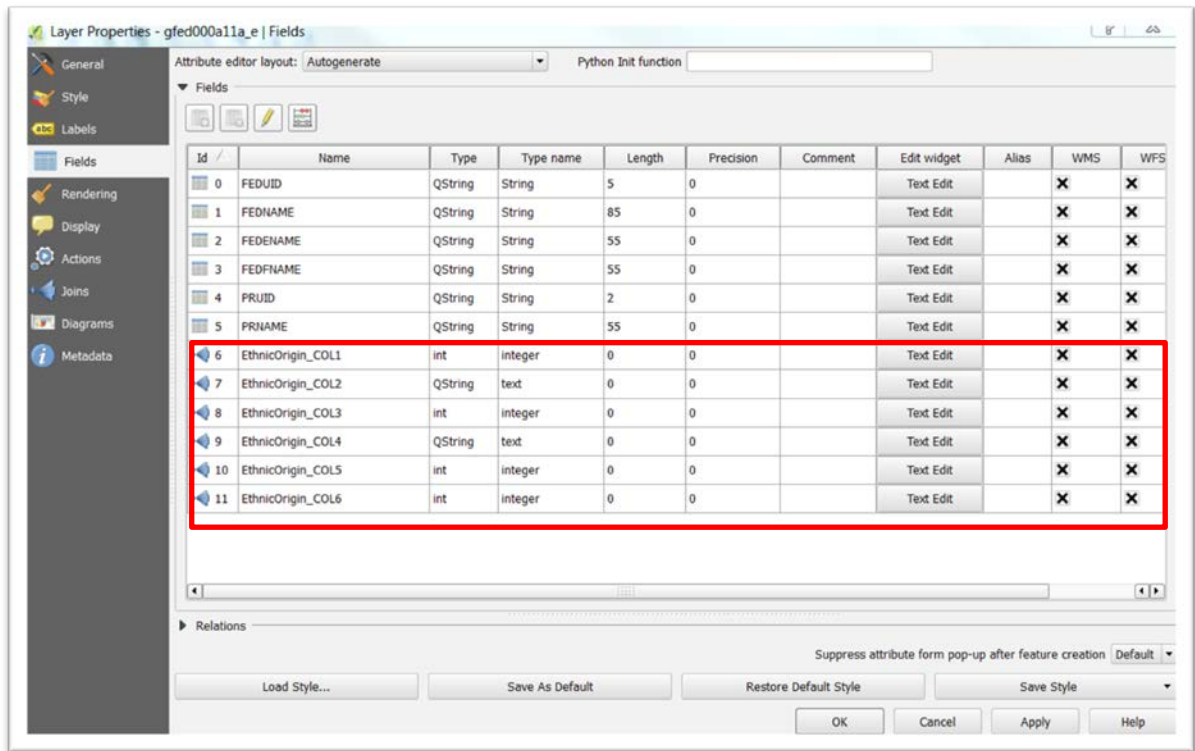 Layer Properties - gfed000a11a_e | Fields
General
Style
abc Labels
Fields
Rendering
Display
Actions
Joins
Diagrams
Metadata
Attribute editor layout: Autogenerate Python Init function
Fields
Id Name Type Type name Length Precision Comment Edit widget Alias WMS WFS
0 FEDUID QString String 5 0 Text Edit
1 FEDNAME QString String 85 0 Text Edit
2 FEDENAME QString String 55 0 Text Edit
3 FEDFNAME QString String 55 0 Text Edit
4 PRUID QString String 2 0 Text Edit
5 PRNAME QString String 55 0 Text Edit
6 EthnicOrigin_COL1 int integer 0 0 Text Edit
7 EthnicOrigin_COL2 QString text 0 0 Text Edit
8 EthnicOrigin_COL3 int integer 0 0 Text Edit
9 EthnicOrigin_COL4 QString text 0 0 Text Edit
10 EthnicOrigin_COL5 int integer 0 0 Text Edit
11 EthnicOrigin_COL6 int integer 0 0 Text Edit
Relations
Suppress attribute form pop-up after feature creation Default
Load Style... Save As Default Restore Default Style Save Style
OK Cancel Apply Help